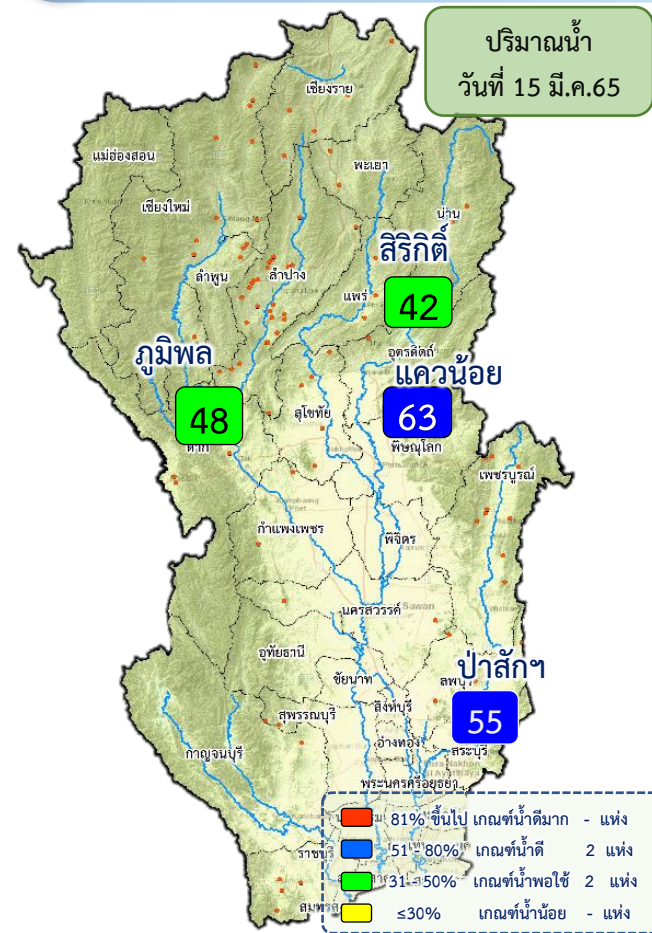 ปริมาณน้ำ
วันที่ 15 มี.ค.65
เชียงราย
แม่ฮ่องสอน
พะเยา
เชียงใหม่
น่าน
สิริกิติ์
ลำพูน
ลำปาง
แพร่
42
อุตรดิตถ์
ภูมิพล
แควน้อย
48
สุโขทัย
63
ตาก
พิษณุโลก
เพชรบูรณ์
กำแพงเพชร
พิจิตร
นครสวรรค์
Sawan
อุทัยธานี
ป่าสักฯ
ชัยนาท
ลพบุรี
สิงห์บุรี
สุพรรณบุรี
55
อ่างทอง
สระบุรี
กาญจนบุรี
พระนครศรีอยุธยา
81% ขึ้นไป เกณฑ์น้ำดีมาก - แห่ง
51 - 80% เกณฑ์น้ำดี 2 แห่ง
ราชบุรี
31 - 50% เกณฑ์น้ำพอใช้ 2 แห่ง
≤30% เกณฑ์น้ำน้อย - แห่ง